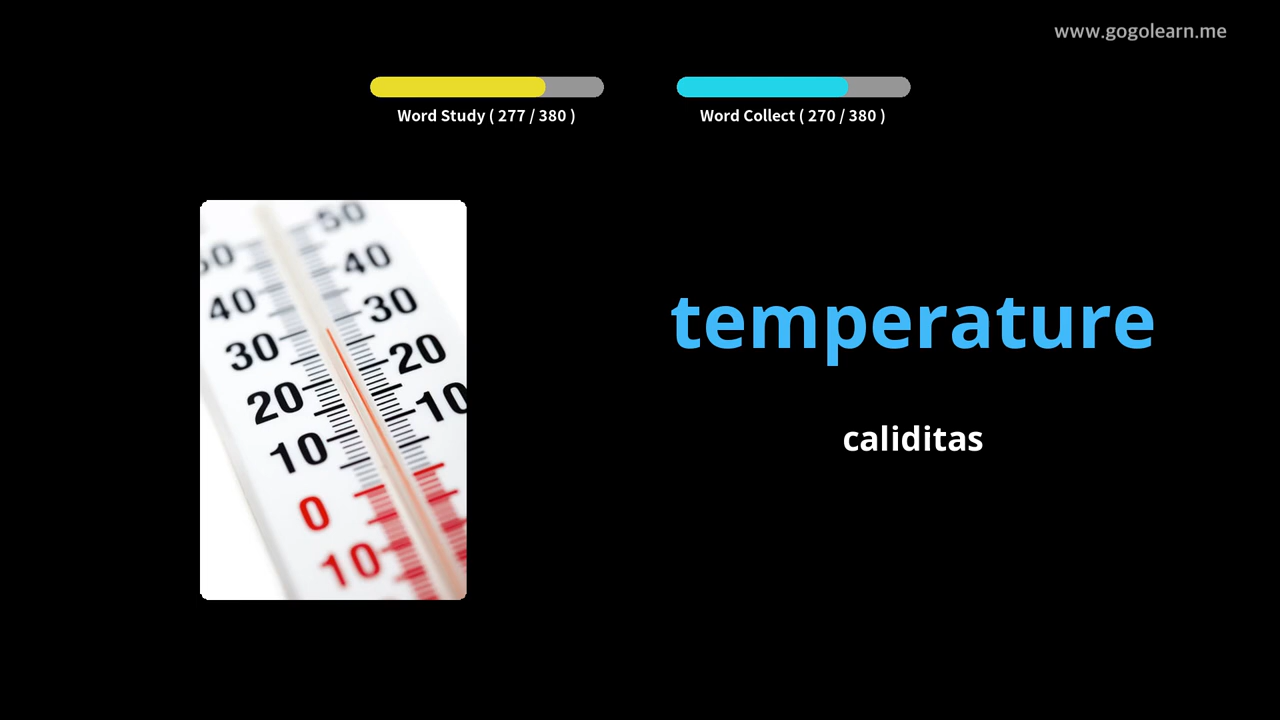 www.gogolearn.me
Word Study ( 277 / 380 )
Word Collect ( 270 / 380 )
50
40
40
30
30
20
20
10
10
0
10
temperature
caliditas